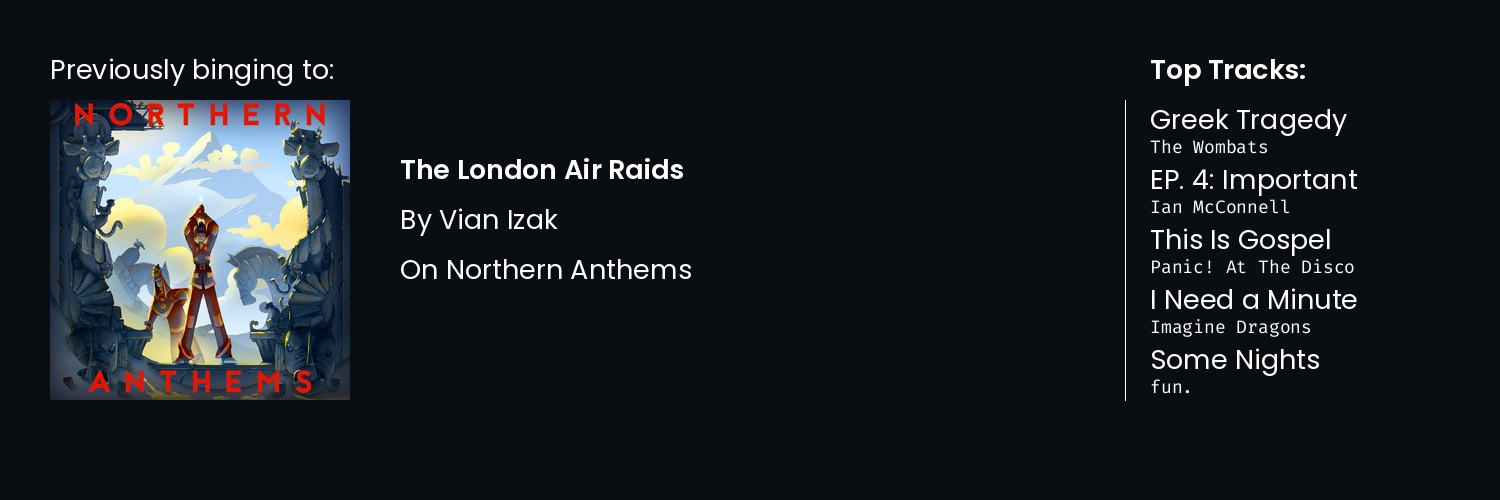 Previously binging to:
NORTHERN
ANTHEMS
The London Air Raids
By Vian Izak
On Northern Anthems
Top Tracks:
Greek Tragedy
The Wombats
EP. 4: Important
Ian McConnell
This Is Gospel
Panic! At The Disco
I Need a Minute
Imagine Dragons
Some Nights
fun.